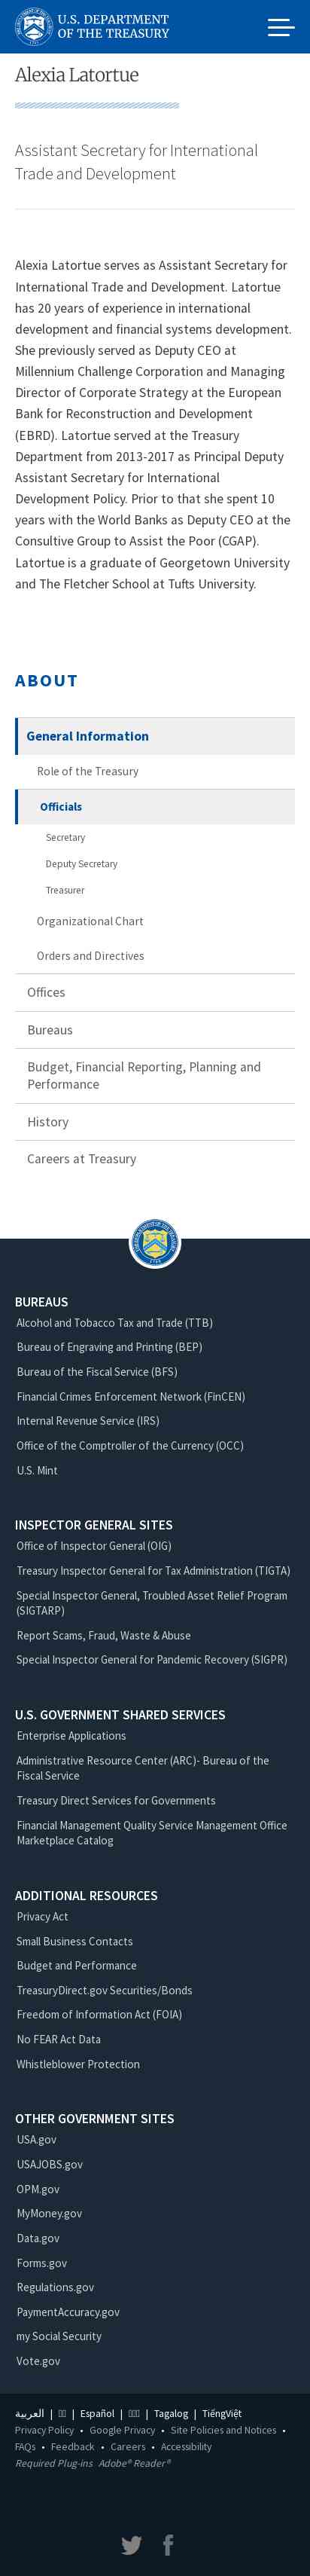 U.S. DEPARTMENT
OF THE TREASURY
Alexia Latortue
Assistant Secretary for International
Trade and Development
Alexia Latortue serves as Assistant Secretary for
International Trade and Development. Latortue
has 20 years of experience in international
development and financial systems development.
She previously served as Deputy CEO at
Millennium Challenge Corporation and Managing
Director of Corporate Strategy at the European
Bank for Reconstruction and Development
(EBRD). Latortue served at the Treasury
Department from 2013-2017 as Principal Deputy
Assistant Secretary for International
Development Policy. Prior to that she spent 10
years with the World Banks as Deputy CEO at the
Consultive Group to Assist the Poor (CGAP).
Latortue is a graduate of Georgetown University
and The Fletcher School at Tufts University.
ABOUT
General Information
Role of the Treasury
Officials
Secretary
Deputy Secretary
Treasurer
Organizational Chart
Orders and Directives
Offices
Bureaus
Budget, Financial Reporting, Planning and
Performance
History
Careers at Treasury
BUREAUS
Alcohol and Tobacco Tax and Trade (TTB)
Bureau of Engraving and Printing (BEP)
Bureau of the Fiscal Service (BFS)
Financial Crimes Enforcement Network (FinCEN)
Internal Revenue Service (IRS)
Office of the Comptroller of the Currency (OCC)
U.S. Mint
INSPECTOR GENERAL SITES
Office of Inspector General (OIG)
Treasury Inspector General for Tax Administration (TIGTA)
Special Inspector General, Troubled Asset Relief Program
(SIGTARP)
Report Scams, Fraud, Waste & Abuse
Special Inspector General for Pandemic Recovery (SIGPR)
U.S. GOVERNMENT SHARED SERVICES
Enterprise Applications
Administrative Resource Center (ARC)- Bureau of the
Fiscal Service
Treasury Direct Services for Governments
Financial Management Quality Service Management Office
Marketplace Catalog
ADDITIONAL RESOURCES
Privacy Act
Small Business Contacts
Budget and Performance
TreasuryDirect.gov Securities/Bonds
Freedom of Information Act (FOIA)
No FEAR Act Data
Whistleblower Protection
OTHER GOVERNMENT SITES
USA.gov
USAJOBS.gov
OPM.gov
MyMoney.gov
Data.gov
Forms.gov
Regulations.gov
PaymentAccuracy.gov
my Social Security
Vote.gov
العربية | | Español | | Tagalog | TiếngViệt
Privacy Policy • Google Privacy • Site Policies and Notices •
FAQs • Feedback • Careers • Accessibility
Required Plug-ins Adobe® Reader®